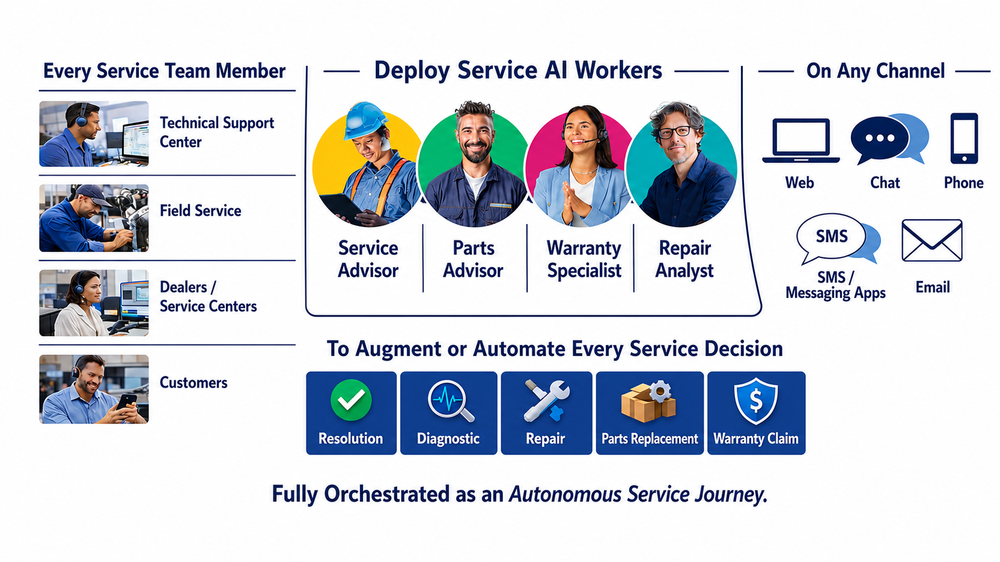 Every Service Team Member
Technical Support
Center
Field Service
Dealers /
Service Centers
Customers
Deploy Service AI Workers
Service
Advisor
Parts
Advisor
Warranty
Specialist
Repair
Analyst
On Any Channel
Web
Chat
Phone
SMS
SMS /
Messaging Apps
Email
To Augment or Automate Every Service Decision
Resolution
Diagnostic
Repair
Parts Replacement
$
Warranty Claim
Fully Orchestrated as an Autonomous Service Journey.